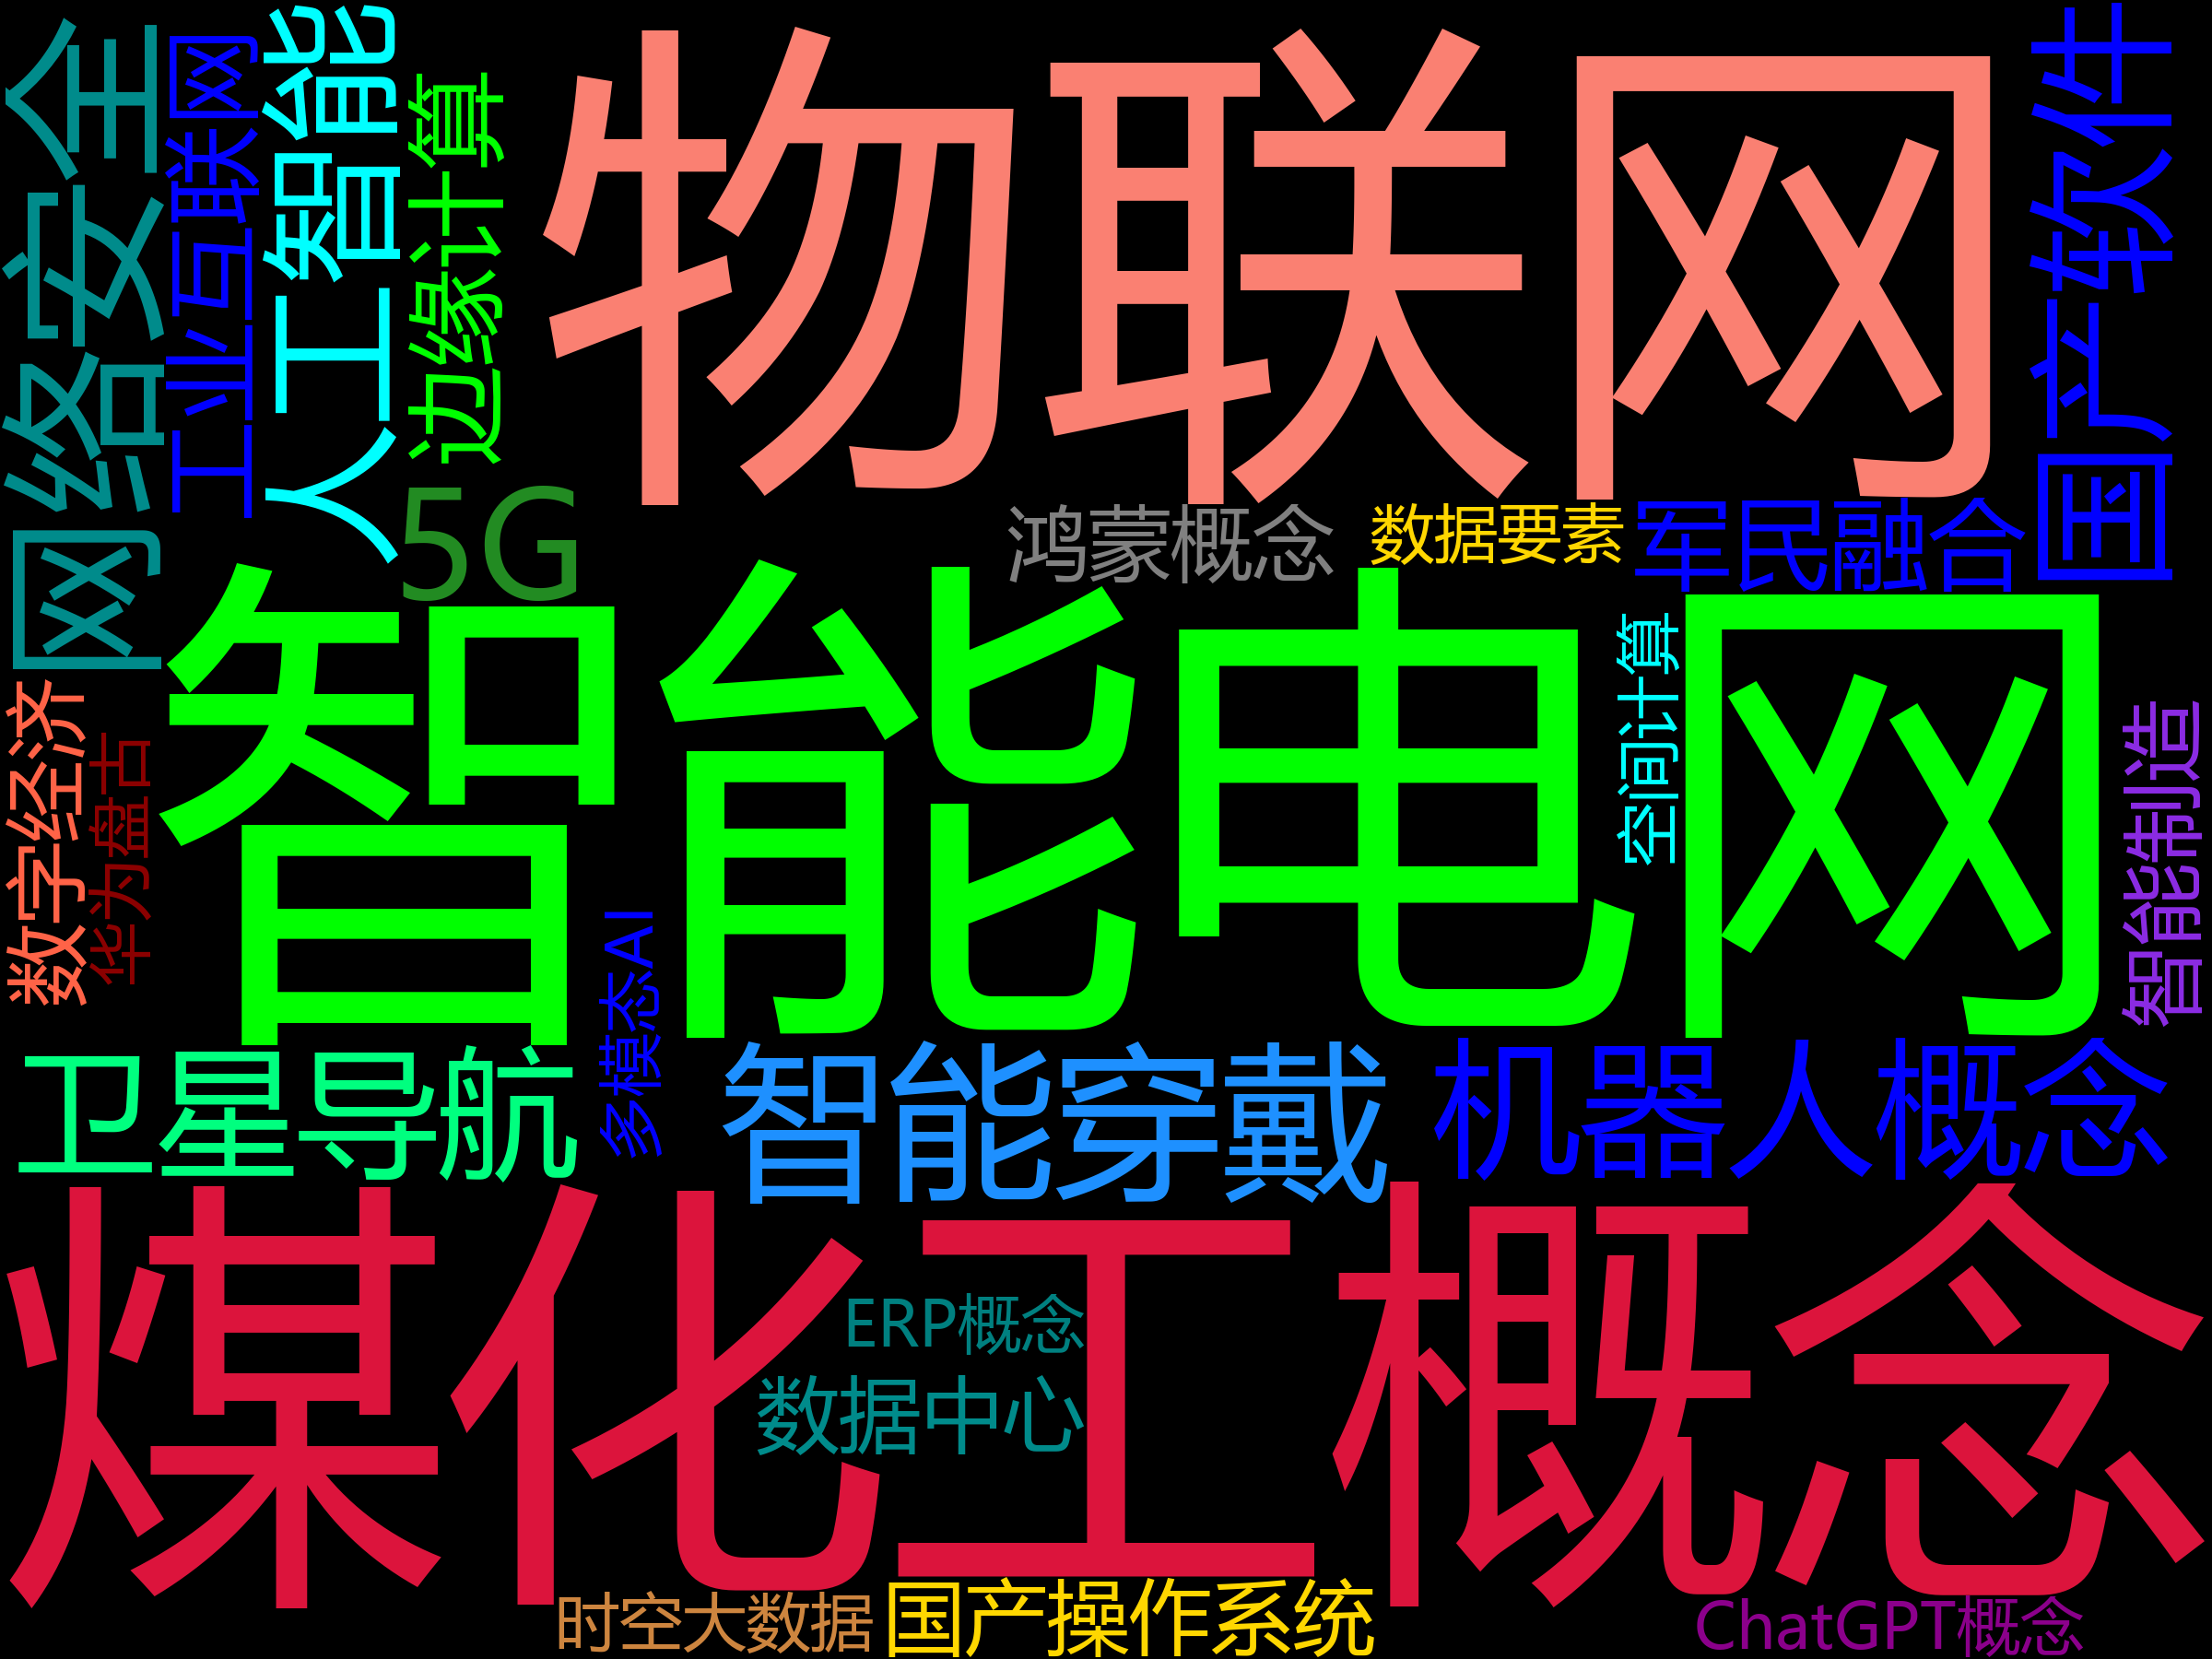 网络安全
工业互联网
人工智能
边缘计算
物联网
国产软件
5G
鸿蒙概念
数据要素
军民融合
智能电网
空间计算
数字经济
华为盘古
多模态AI
智能制造
卫星导航
智能穿戴
机器人概念
煤化工概念
ERP概念
数据中心
时空大数据
国产操作系统
ChatGPT概念